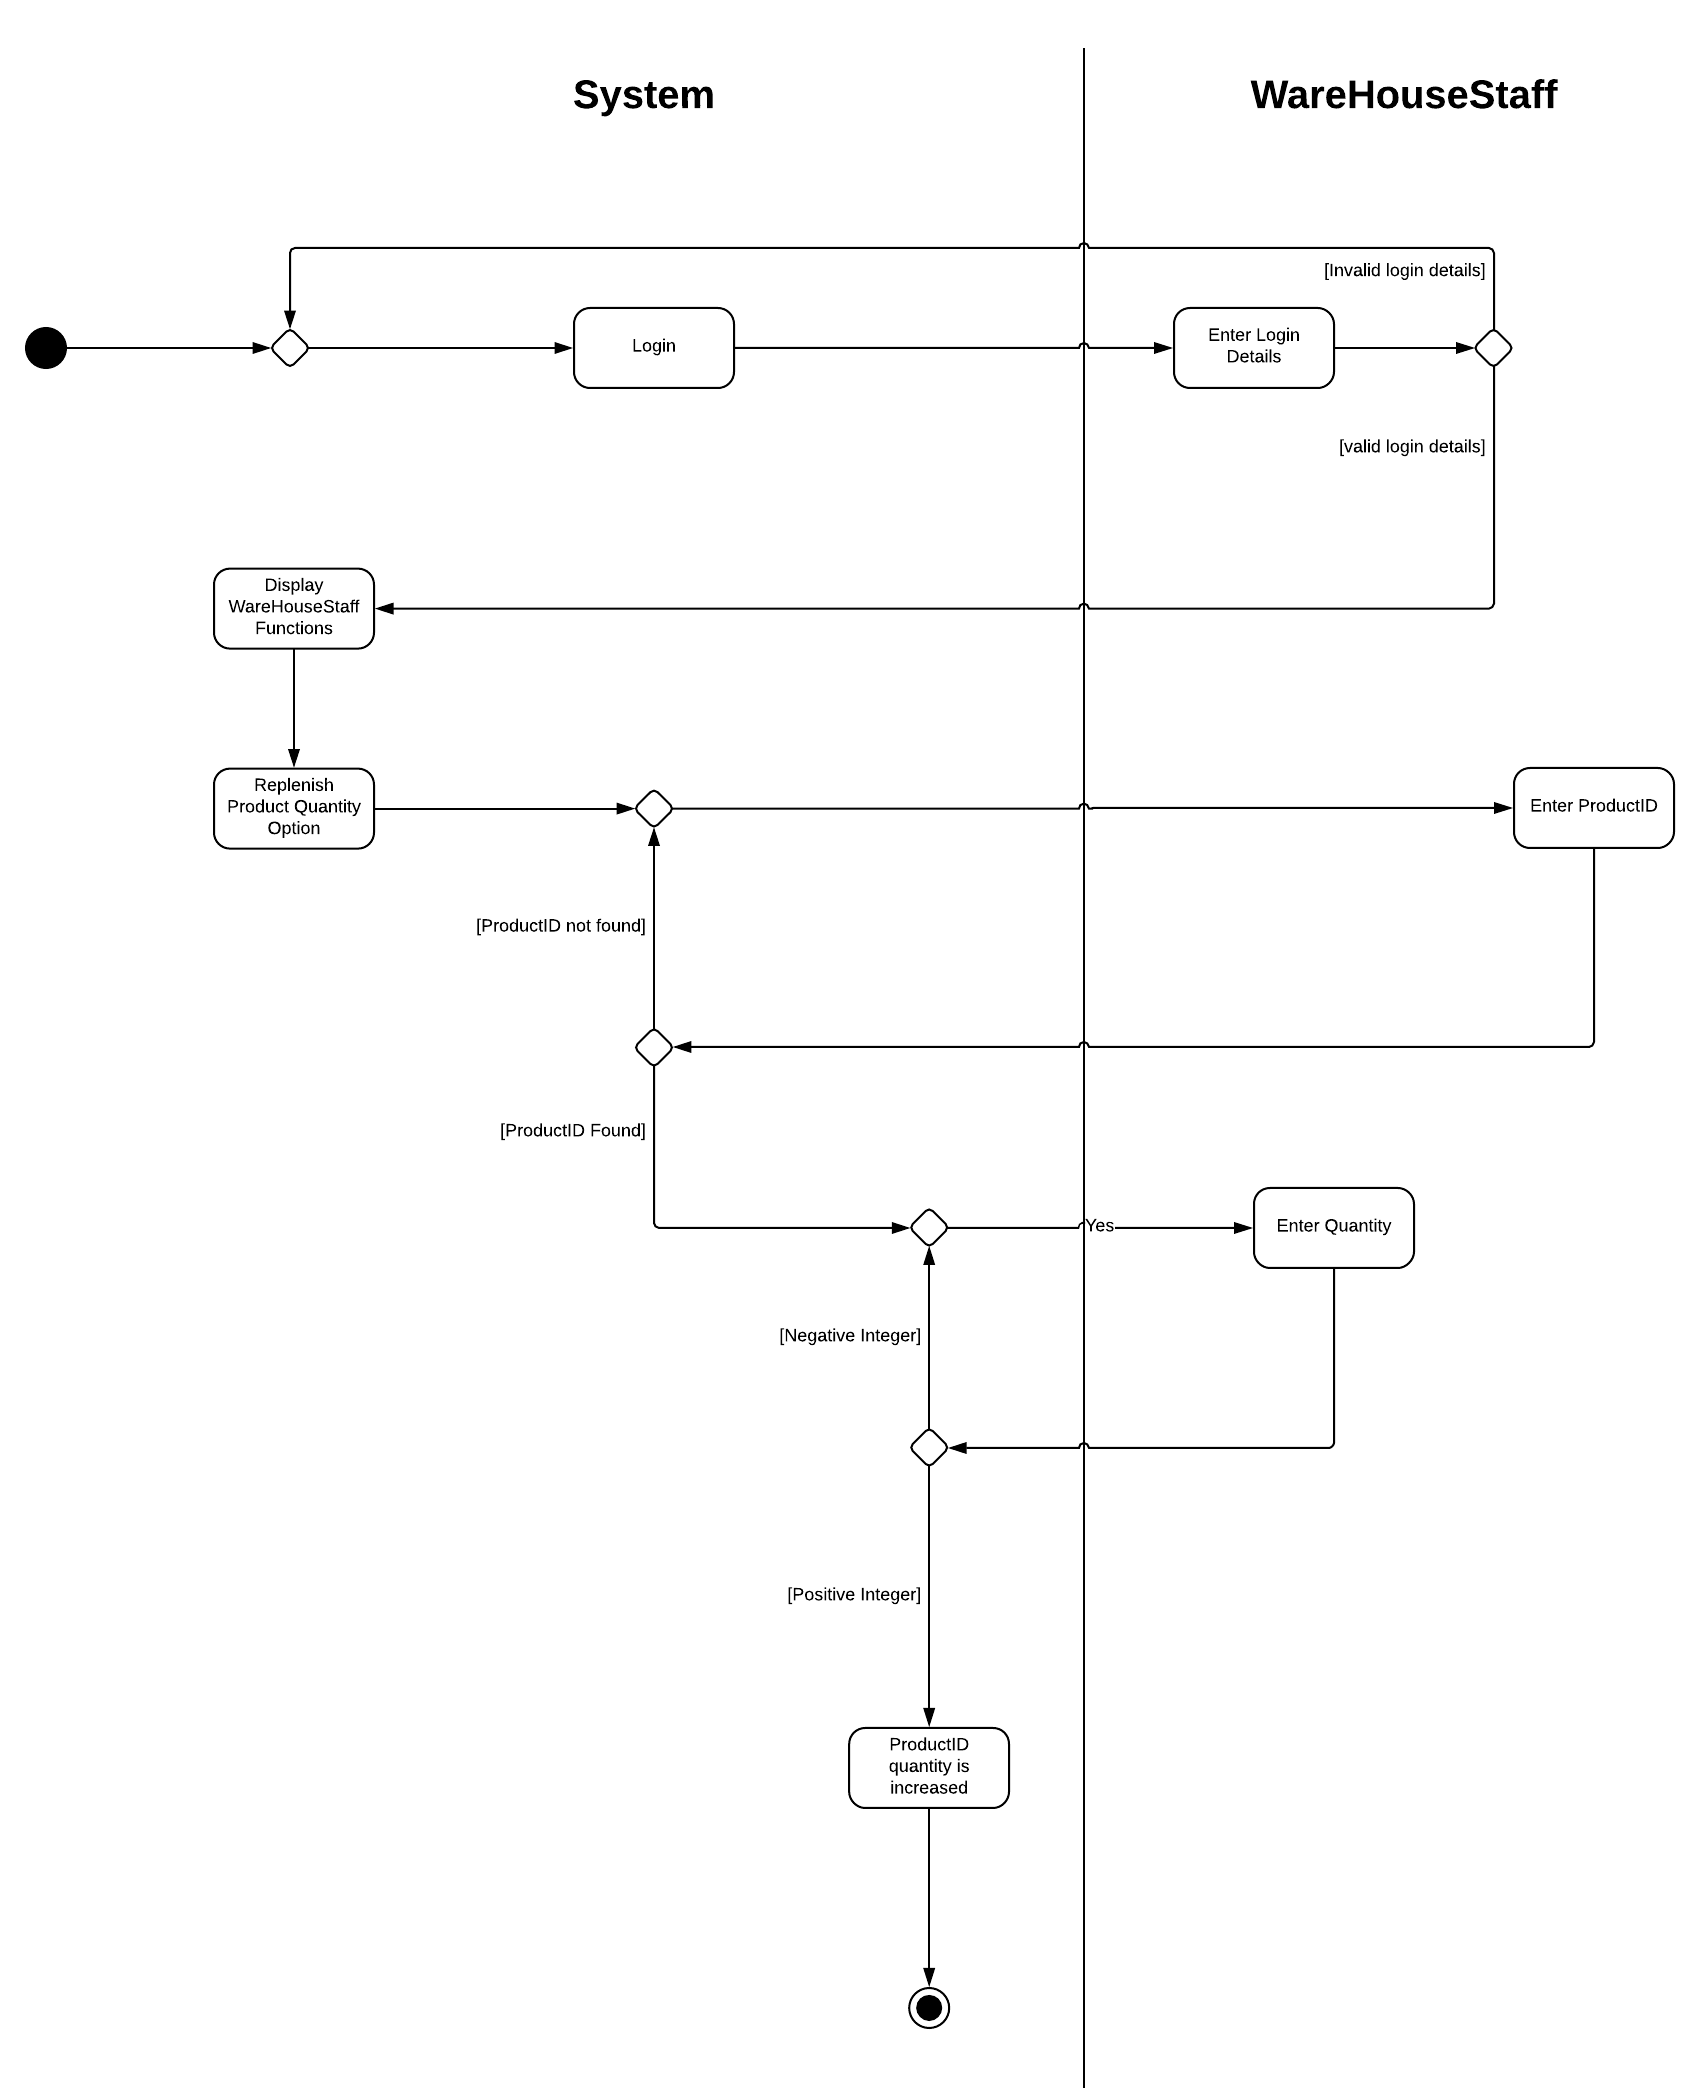 System
WareHouseStaff
[Invalid login details]
Login
Enter Login
Details
[valid login details]
Display
WareHouseStaff
Functions
Replenish
Product Quantity
Option
Enter ProductID
[ProductID not found]
[ProductID Found]
Yes
Enter Quantity
[Negative Integer]
[Positive Integer]
ProductID
quantity is
increased